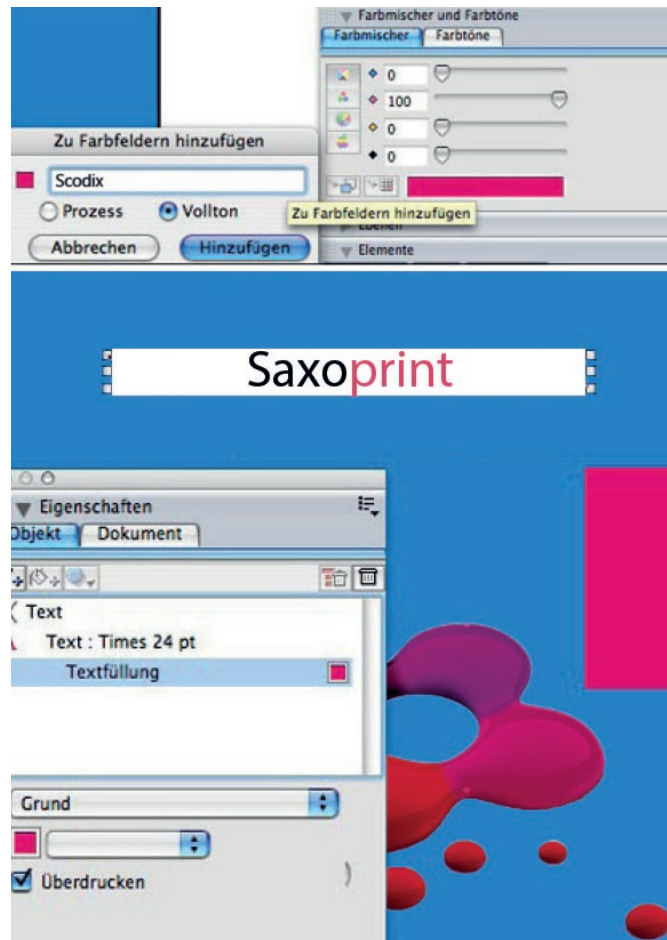 Farbmischer und Farbtöne
Farbmischer Farbtöne
0
100
0
0
Zu Farbfeldern hinzufügen
Scodix
Prozess Vollton
Zu Farbfeldern hinzufügen
Abbrechen Hinzufügen
Ebenen
Elemente
Saxoprint
Eigenschaften
Objekt Dokument
Text
Text : Times 24 pt
Textfüllung
Grund
Überdrucken